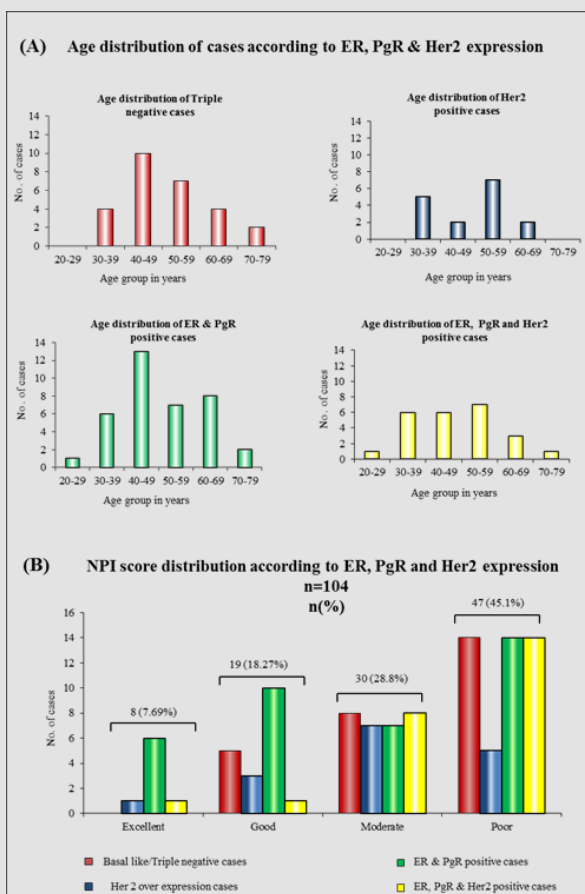 (A) Age distribution of cases according to ER, PgR & Her2 expression
Age distribution of Triple
negative cases
14
12
10
8
6
4
2
0
No. of cases
20-29 30-39 40-49 50-59 60-69 70-79
Age group in years
Age distribution of Her2
positive cases
14
12
10
8
6
4
2
0
No. of cases
20-29 30-39 40-49 50-59 60-69 70-79
Age group in years
Age distribution of ER & PgR
positive cases
14
12
10
8
6
4
2
0
No. of cases
20-29 30-39 40-49 50-59 60-69 70-79
Age group in years
Age distribution of ER, PgR and Her2
positive cases
14
12
10
8
6
4
2
0
No. of cases
20-29 30-39 40-49 50-59 60-69 70-79
Age group in years
(B) NPI score distribution according to ER, PgR and Her2 expression
n=104
n(%)
16
14
12
10
8
6
4
2
0
No. of cases
8 (7.69%)
19 (18.27%)
30 (28.8%)
47 (45.1%)
Excellent Good Moderate Poor
Basal like/Triple negative cases
ER & PgR positive cases
Her 2 over expression cases
ER, PgR & Her2 positive cases